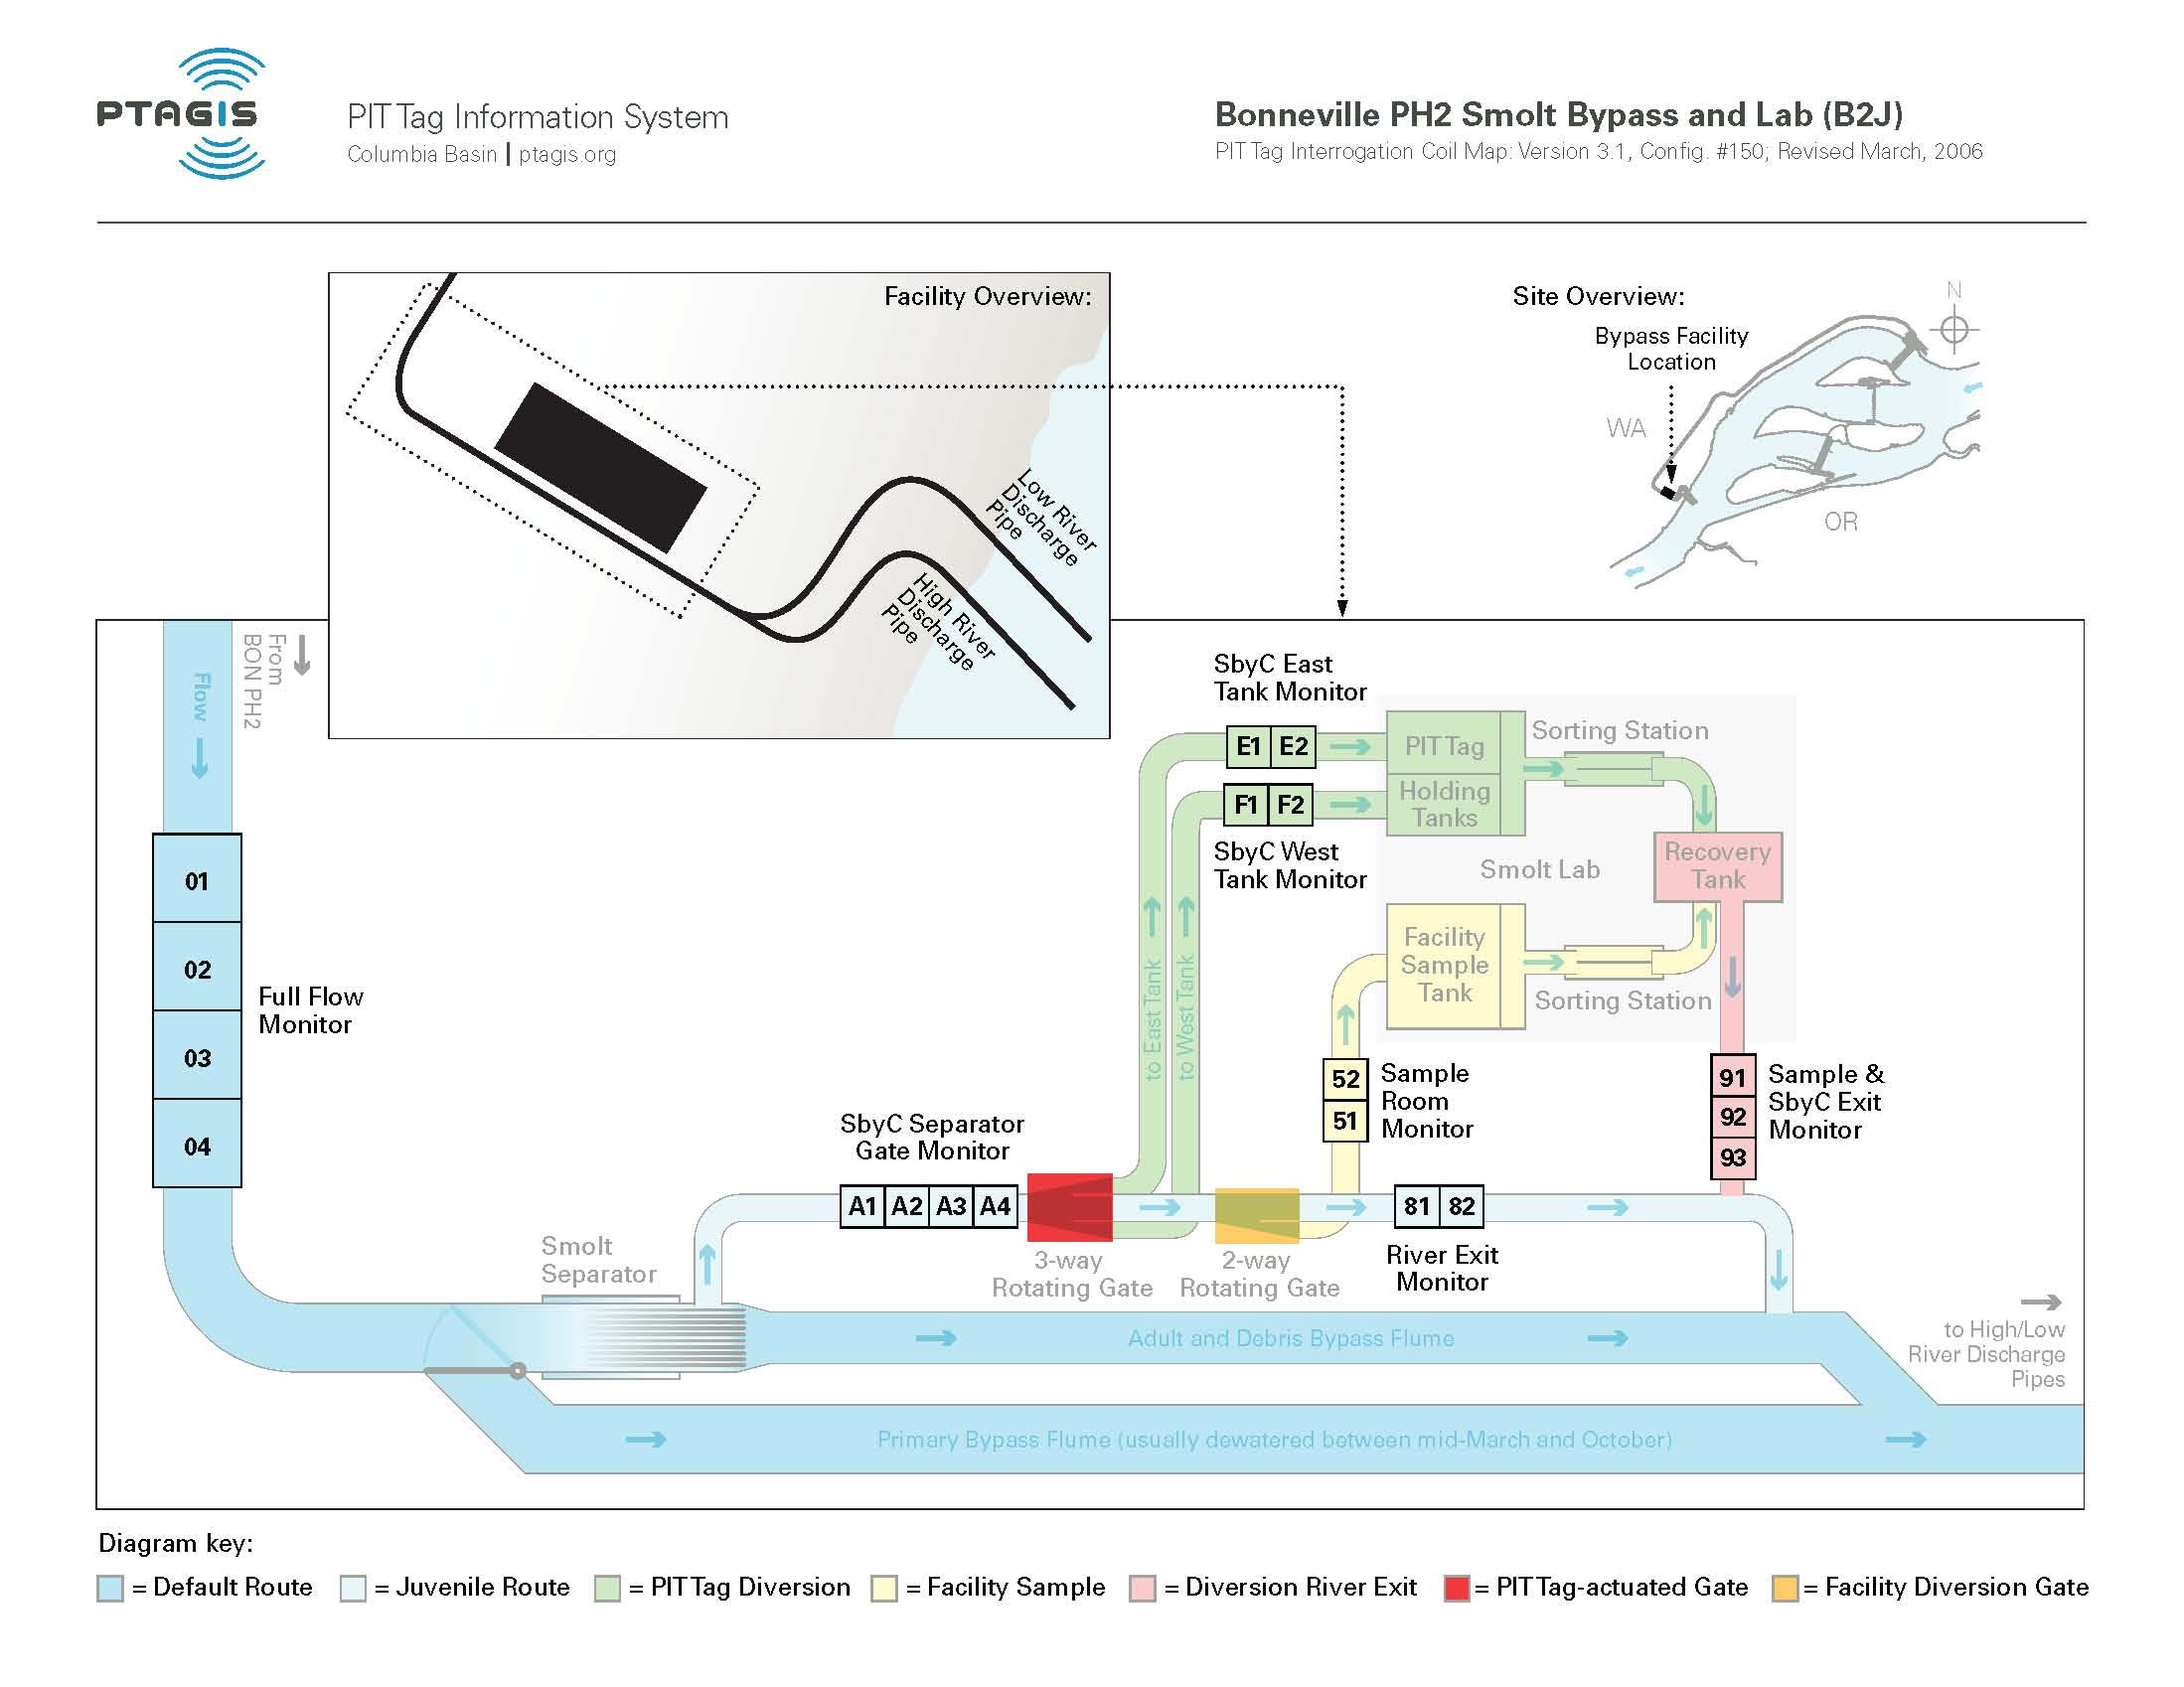 PTAGIS
PIT Tag Information System
Columbia Basin | ptagis.org
Bonneville PH2 Smolt Bypass and Lab (B2J)
PIT Tag Interrogation Coil Map: Version 3.1, Config. #150; Revised March, 2006
Facility Overview:
Low River
Discharge
Pipe
High River
Discharge
Pipe
Site Overview:
Bypass Facility
Location
N
WA
OR
Flow
From
BON PH2
01
02
03
04
Full Flow
Monitor
SbyC East
Tank Monitor
E1 E2
F1 F2
SbyC West
Tank Monitor
PIT Tag
Holding
Tanks
Sorting Station
Smolt Lab
Recovery
Tank
Facility
Sample
Tank
Sorting Station
to East Tank
to West Tank
52
51
Sample
Room
Monitor
91
92
93
Sample &
SbyC Exit
Monitor
SbyC Separator
Gate Monitor
A1 A2 A3 A4
81 82
3-way
Rotating Gate
2-way
Rotating Gate
River Exit
Monitor
Smolt
Separator
Adult and Debris Bypass Flume
to High/Low
River Discharge
Pipes
Primary Bypass Flume (usually dewatered between mid-March and October)
Diagram key:
= Default Route = Juvenile Route = PIT Tag Diversion = Facility Sample = Diversion River Exit = PIT Tag-actuated Gate = Facility Diversion Gate